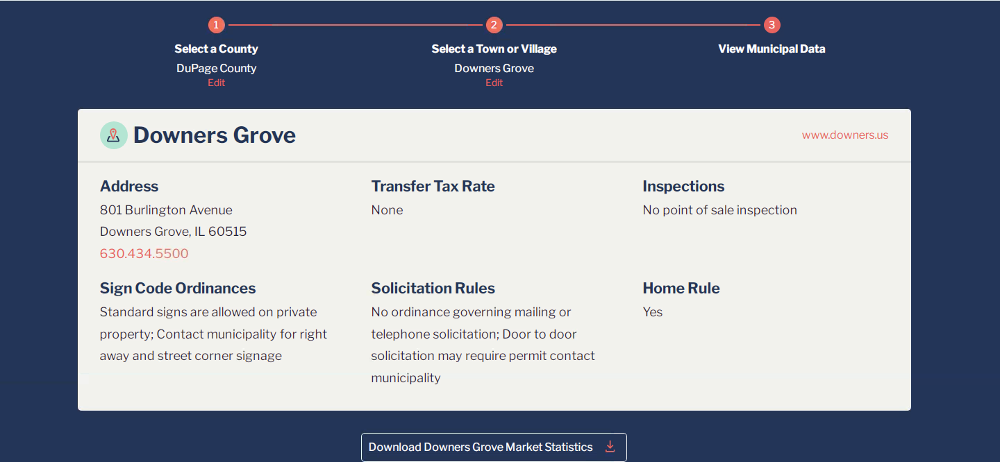 1
2
3
Select a County
Select a Town or Village
View Municipal Data
DuPage County
Downers Grove
Edit
Edit
Downers Grove
www.downers.us
Address
801 Burlington Avenue
Downers Grove, IL 60515
630.434.5500
Transfer Tax Rate
None
Inspections
No point of sale inspection
Sign Code Ordinances
Standard signs are allowed on private
property; Contact municipality for right
away and street corner signage
Solicitation Rules
No ordinance governing mailing or
telephone solicitation; Door to door
solicitation may require permit contact
municipality
Home Rule
Yes
Download Downers Grove Market Statistics